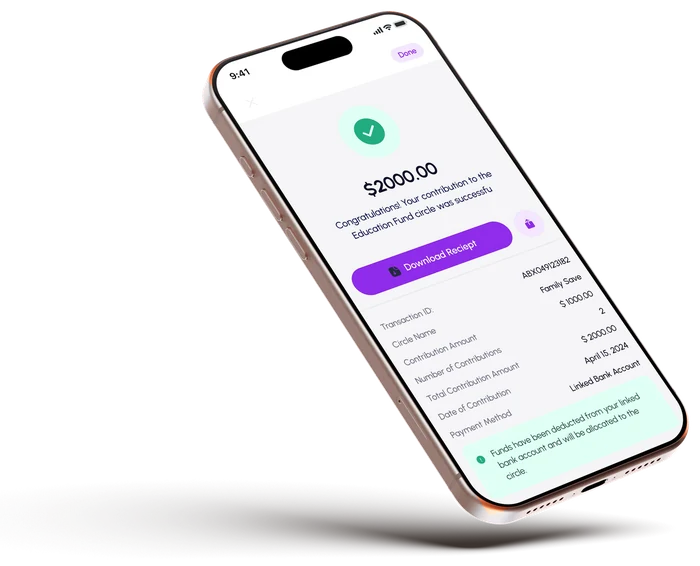 9:41
Done
$2000.00
Congratulations! Your contribution to the
Education Fund circle was successfu
Download Reciept
Transaction ID: ABX049123182
Circle Name Family Save
Contribution Amount $ 1000.00
Number of Contributions 2
Total Contribution Amount $ 2000.00
Date of Contribution April 15, 2024
Payment Method Linked Bank Account
Funds have been deducted from your linked
bank account and will be allocated to the
circle.